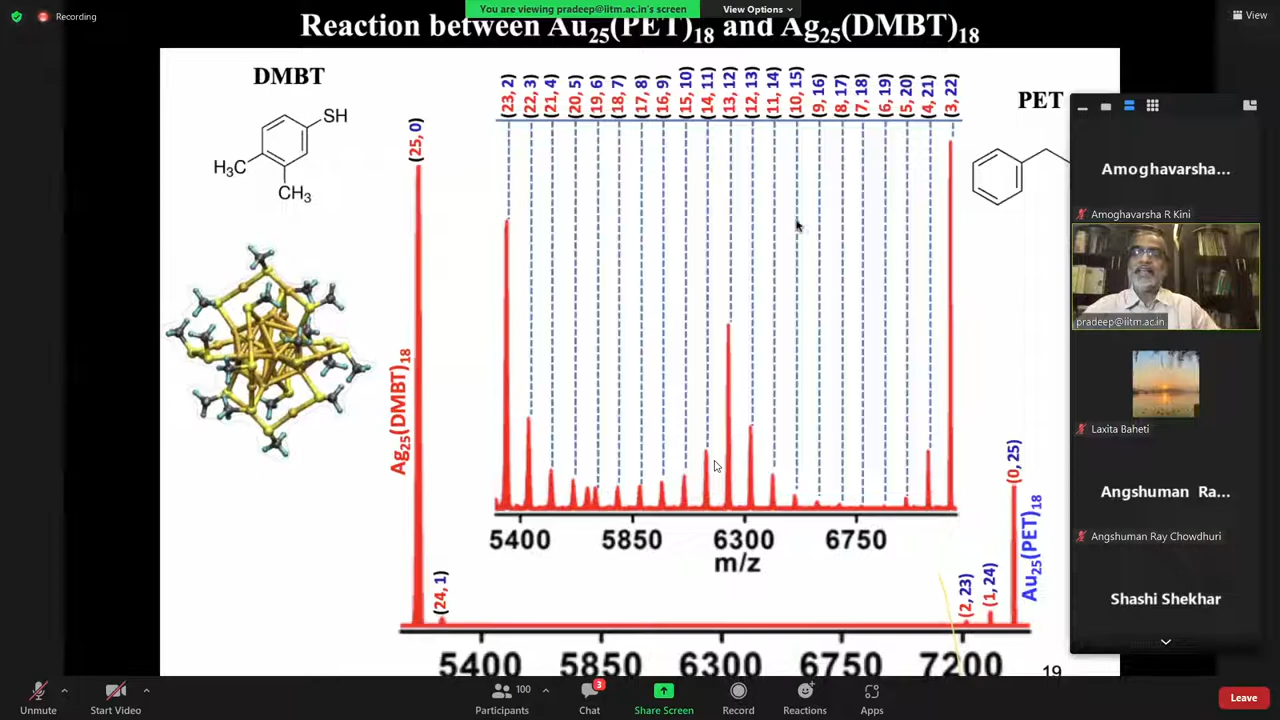 Recording
You are viewing pradeep@iitm.ac.in's screen
View Options
View
Reaction between Au25(PET)18 and Ag25(DMBT)18
DMBT
SH
H3C
CH3
PET
(25, 0)
(23, 2)
(22, 3)
(21, 4)
(20, 5)
(19, 6)
(18, 7)
(17, 8)
(16, 9)
(15, 10)
(14, 11)
(13, 12)
(12, 13)
(11, 14)
(10, 15)
(9, 16)
(8, 17)
(7, 18)
(6, 19)
(5, 20)
(4, 21)
(3, 22)
Ag25(DMBT)18
5400 5850 6300 6750
m/z
(24, 1)
(2, 23)
(1, 24)
(0, 25)
Au25(PET)18
5400 5850 6300 6750 7200
19
Amoghavarsha...
Amoghavarsha R Kini
pradeep@iitm.ac.in
Laxita Baheti
Angshuman Ra...
Angshuman Ray Chowdhuri
Shashi Shekhar
Unmute
Start Video
100
Participants
3
Chat
Share Screen
Record
Reactions
Apps
Leave